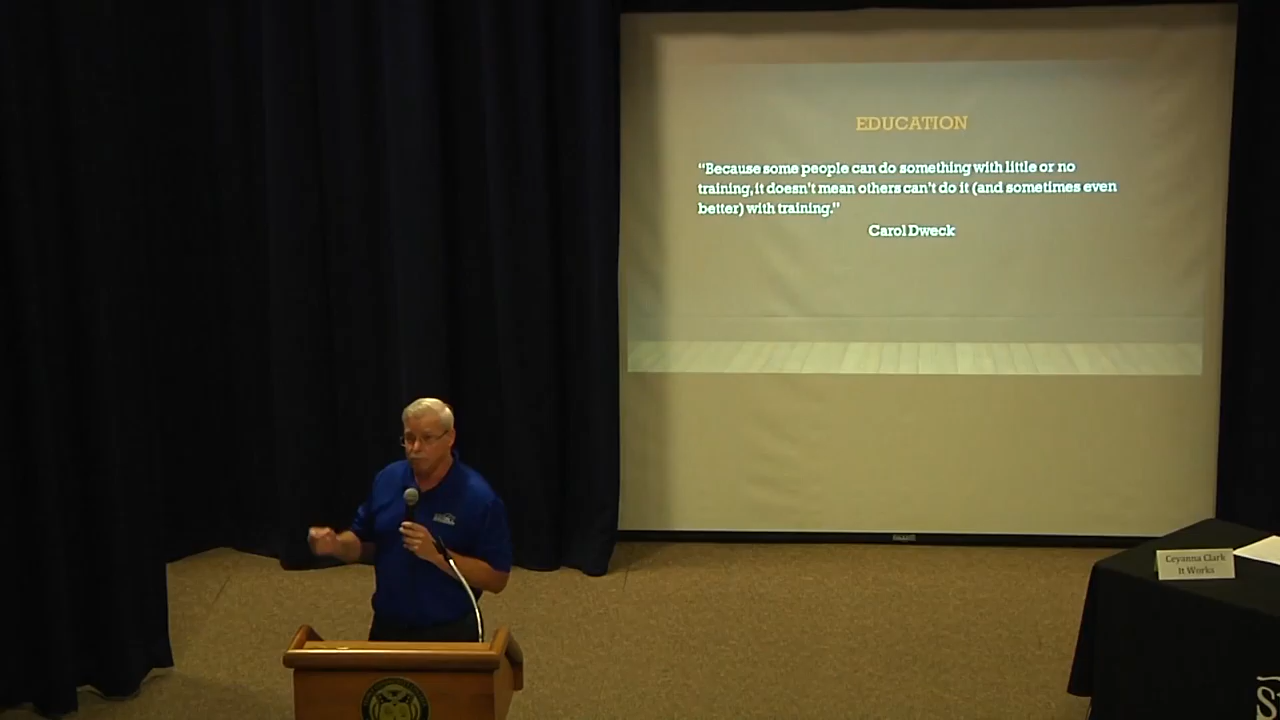 EDUCATION
“Because some people can do something with little or no
training, it doesn’t mean others can’t do it (and sometimes even
better) with training.”
Carol Dweck
Ceyanna Clark
It Works